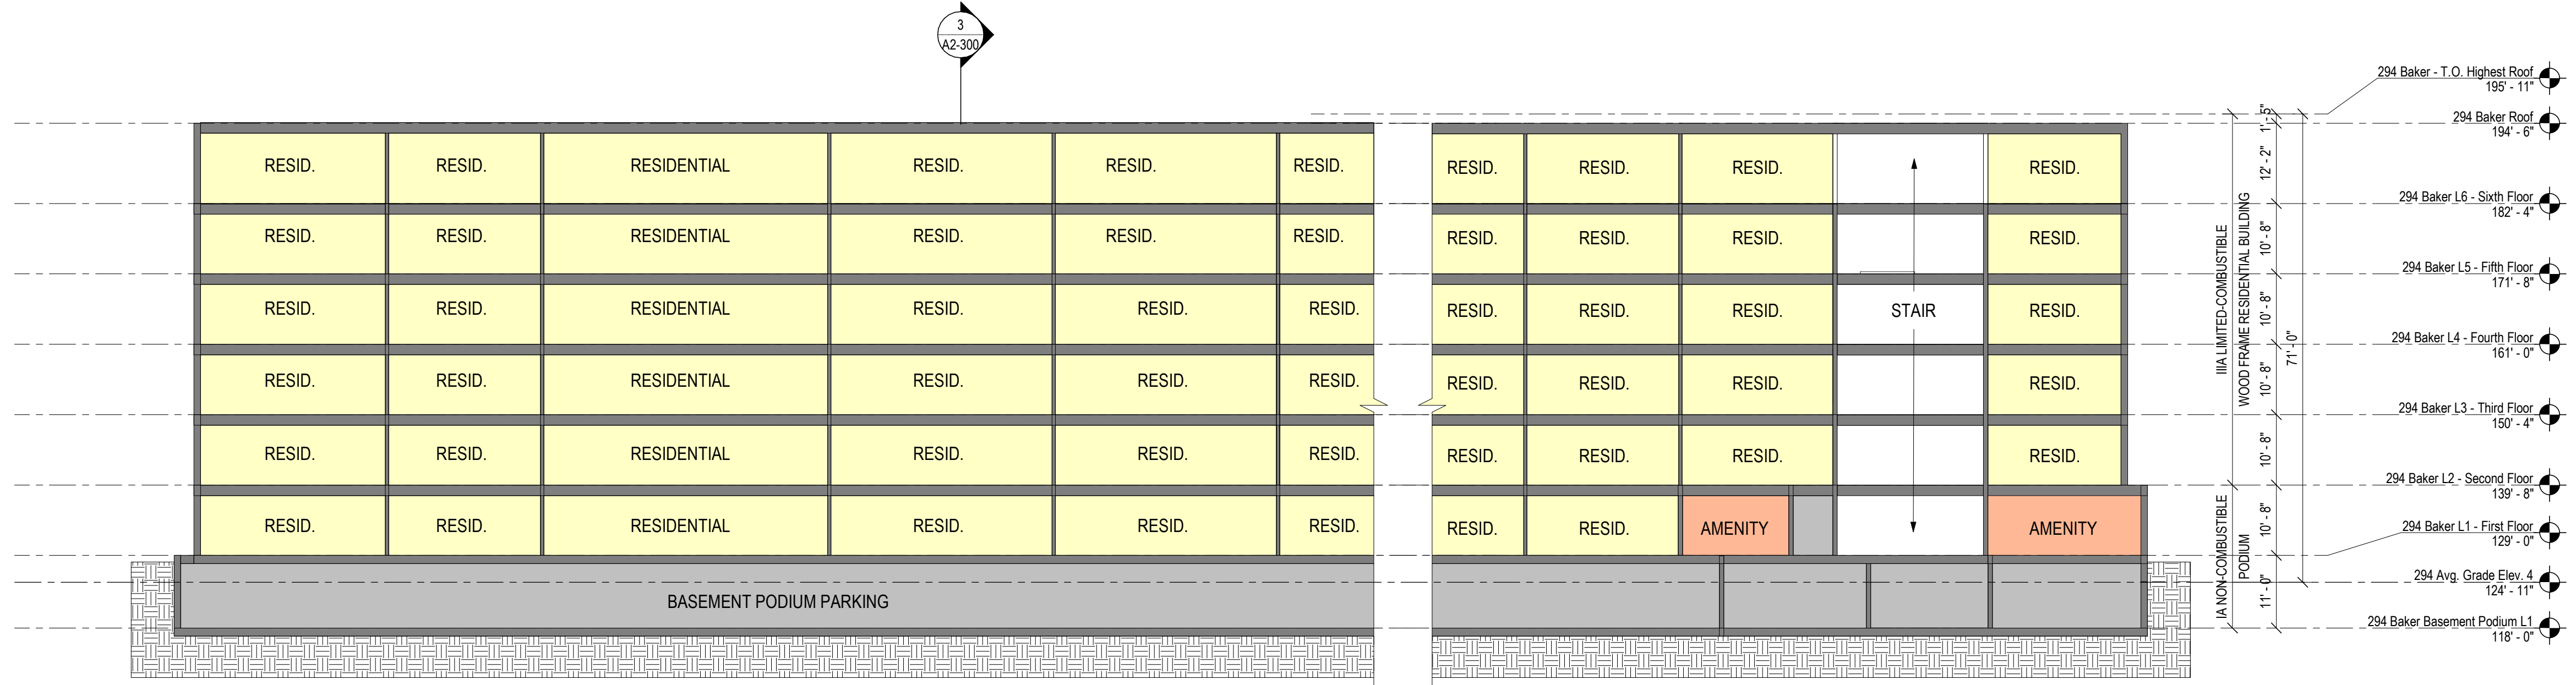 3
A2-300
294 Baker - T.O. Highest Roof
195' - 11"
1' - 5"
294 Baker Roof
194' - 6"
RESID. RESID. RESIDENTIAL RESID. RESID. RESID. RESID. RESID. RESID. RESID.
12' - 2"
294 Baker L6 - Sixth Floor
182' - 4"
RESID. RESID. RESIDENTIAL RESID. RESID. RESID. RESID. RESID. RESID. RESID.
10' - 8"
294 Baker L5 - Fifth Floor
171' - 8"
RESID. RESID. RESIDENTIAL RESID. RESID. RESID. RESID. RESID. RESID. STAIR RESID.
10' - 8"
IIIA LIMITED-COMBUSTIBLE
WOOD FRAME RESIDENTIAL BUILDING
71' - 0"
294 Baker L4 - Fourth Floor
161' - 0"
RESID. RESID. RESIDENTIAL RESID. RESID. RESID. RESID. RESID. RESID. RESID.
10' - 8"
294 Baker L3 - Third Floor
150' - 4"
RESID. RESID. RESIDENTIAL RESID. RESID. RESID. RESID. RESID. RESID. RESID.
10' - 8"
294 Baker L2 - Second Floor
139' - 8"
RESID. RESID. RESIDENTIAL RESID. RESID. RESID. RESID. RESID. AMENITY AMENITY
10' - 8"
294 Baker L1 - First Floor
129' - 0"
IA NON-COMBUSTIBLE
PODIUM
294 Avg. Grade Elev. 4
124' - 11"
BASEMENT PODIUM PARKING
11' - 0"
294 Baker Basement Podium L1
118' - 0"